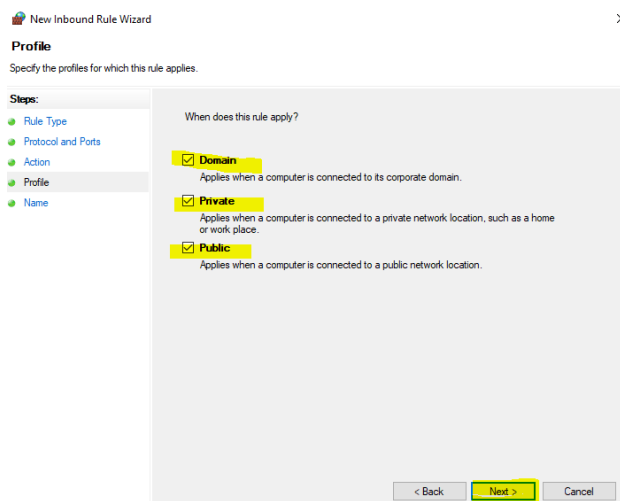 New Inbound Rule Wizard
Profile
Specify the profiles for which this rule applies.
Steps:
Rule Type
Protocol and Ports
Action
Profile
Name
When does this rule apply?
Domain
Applies when a computer is connected to its corporate domain.
Private
Applies when a computer is connected to a private network location, such as a home
or work place.
Public
Applies when a computer is connected to a public network location.
< Back
Next >
Cancel